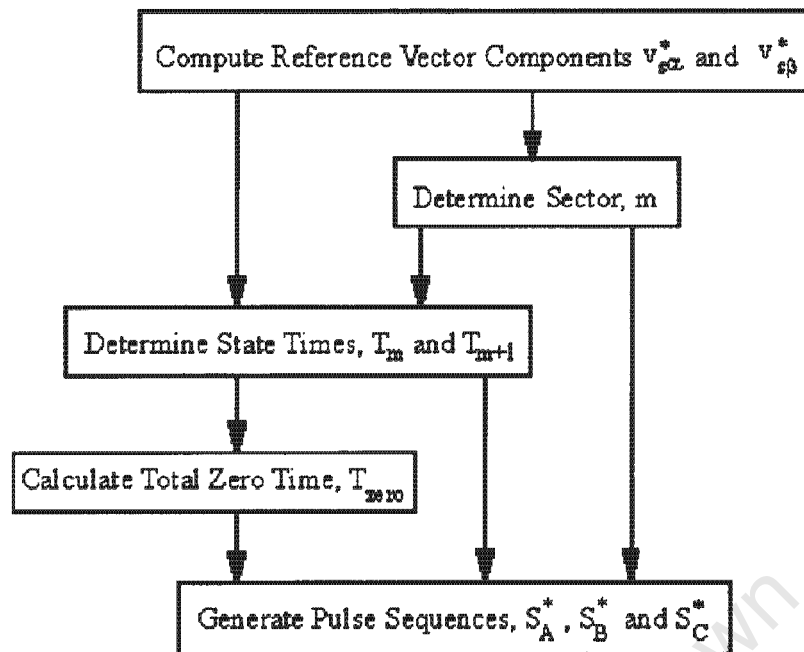 Compute Reference Vector Components v*sα and v*sβ
Determine Sector, m
Determine State Times, Tm and Tm+1
Calculate Total Zero Time, Tzero
Generate Pulse Sequences, S*A, S*B and S*C